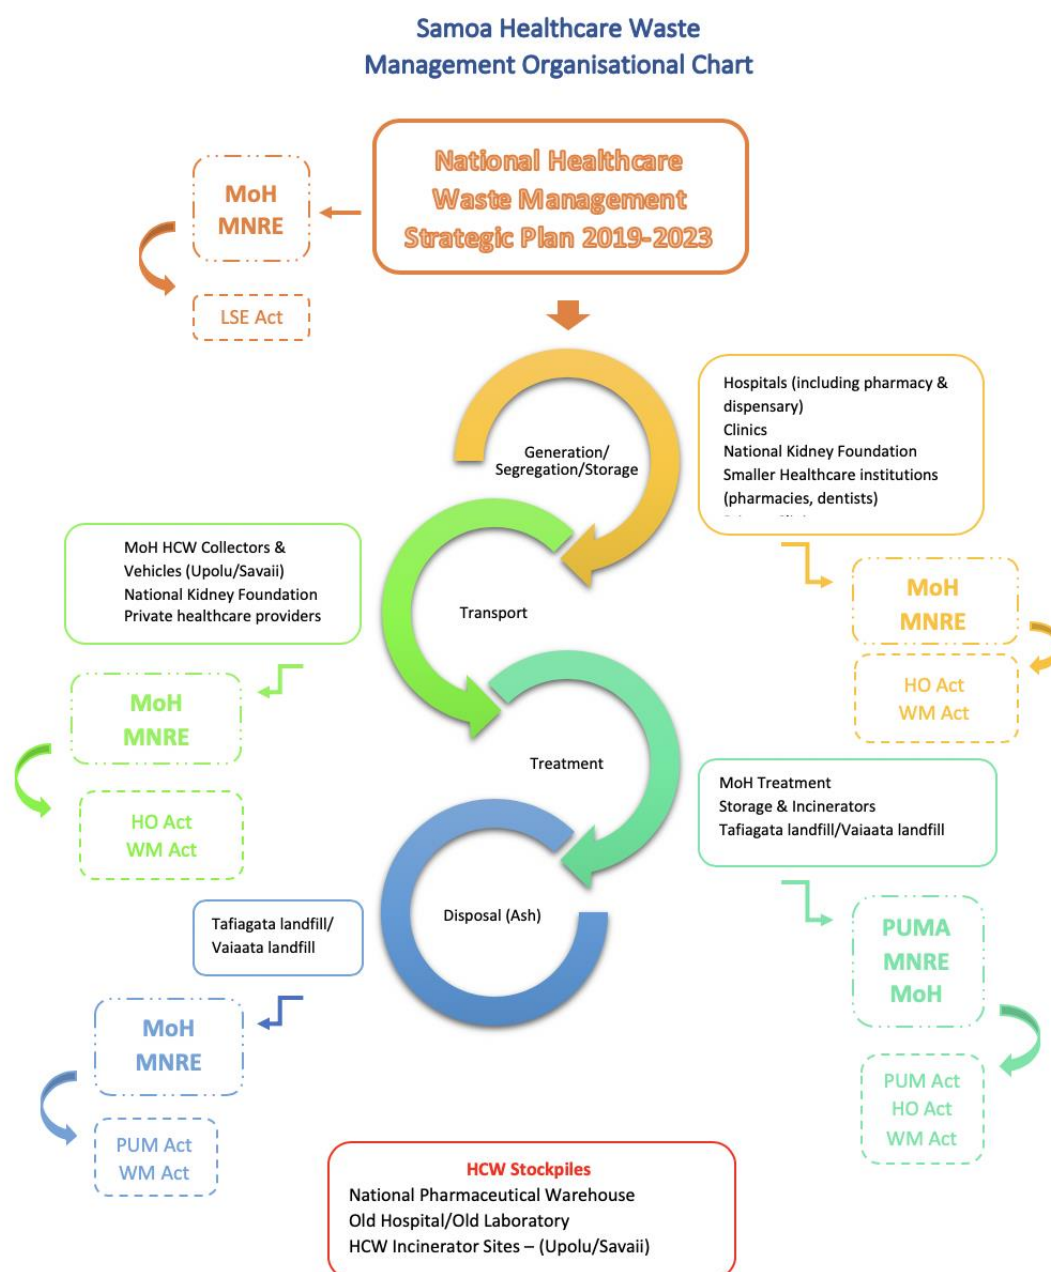 Samoa Healthcare Waste
Management Organisational Chart
National Healthcare
Waste Management
Strategic Plan 2019-2023
MoH
MNRE
LSE Act
Generation/
Segregation/Storage
Hospitals (including pharmacy &
dispensary)
Clinics
National Kidney Foundation
Smaller Healthcare institutions
(pharmacies, dentists)
MoH
MNRE
HO Act
WM Act
MoH HCW Collectors &
Vehicles (Upolu/Savaii)
National Kidney Foundation
Private healthcare providers
Transport
MoH
MNRE
HO Act
WM Act
Treatment
MoH Treatment
Storage & Incinerators
Tafiagata landfill/Vaiaata landfill
PUMA
MNRE
MoH
PUM Act
HO Act
WM Act
Disposal (Ash)
Tafiagata landfill/
Vaiaata landfill
MoH
MNRE
PUM Act
WM Act
HCW Stockpiles
National Pharmaceutical Warehouse
Old Hospital/Old Laboratory
HCW Incinerator Sites – (Upolu/Savaii)